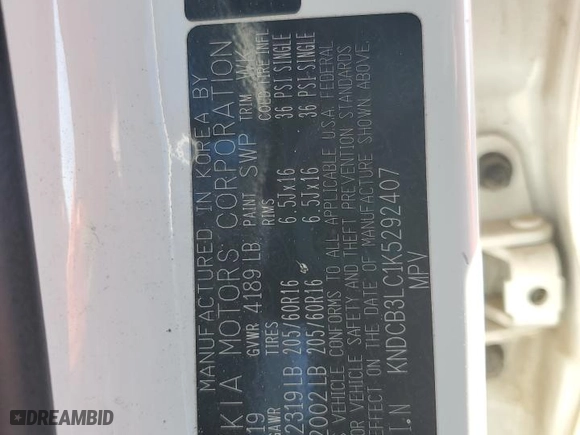 MANUFACTURED IN KOREA BY
KIA MOTORS CORPORATION
19 GVWR 4189 LB PAINT SWP TRIM WK
GAWR TIRES RIMS COLD TIRE INFL
2319 LB 205/60R16 6.5Jx16 36 PSI SINGLE
2002 LB 205/60R16 6.5Jx16 36 PSI SINGLE
VEHICLE CONFORMS TO ALL APPLICABLE U.S.A FEDERAL
OR VEHICLE SAFETY AND THEFT PREVENTION STANDARDS
EFFECT ON THE DATE OF MANUFACTURE SHOWN ABOVE.
I.N KNDCB3LC1K5292407
MPV
DREAMBID